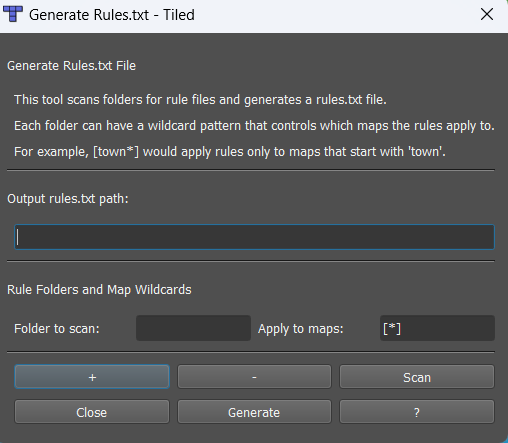 Generate Rules.txt - Tiled
Generate Rules.txt File
This tool scans folders for rule files and generates a rules.txt file.
Each folder can have a wildcard pattern that controls which maps the rules apply to.
For example, [town*] would apply rules only to maps that start with 'town'.
Output rules.txt path:
Rule Folders and Map Wildcards
Folder to scan: Apply to maps: [*]
+ - Scan
Close Generate ?